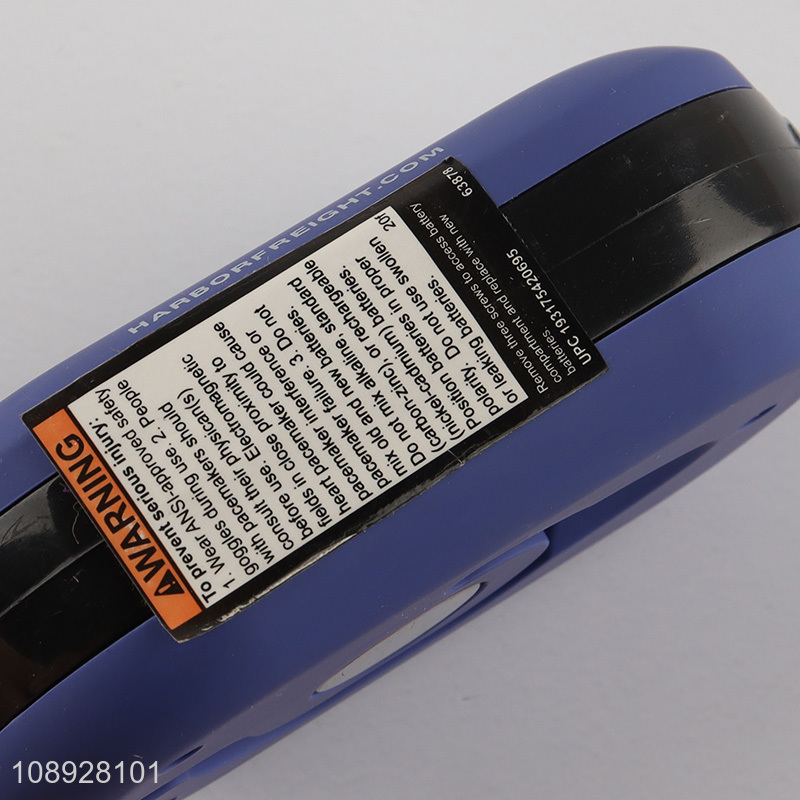 HARBORFREIGHT.COM
⚠WARNING
To prevent serious injury:
1. Wear ANSI-approved safety
goggles during use. 2. People
with pacemakers should
consult their physican(s)
before use. Electromagnetic
fields in close proximity to
heart pacemaker could cause
pacemaker interference or
pacemaker failure. 3. Do not
mix old and new batteries.
Do not mix alkaline standard
(carbon-zinc), or rechargeable
(nickel-cadmium) batteries.
Position batteries in proper
polarity. Do not use swollen
or leaking batteries.
20f
Remove three screws to access battery
compartment and replace with new
batteries
UPC 193175420695
63878
108928101